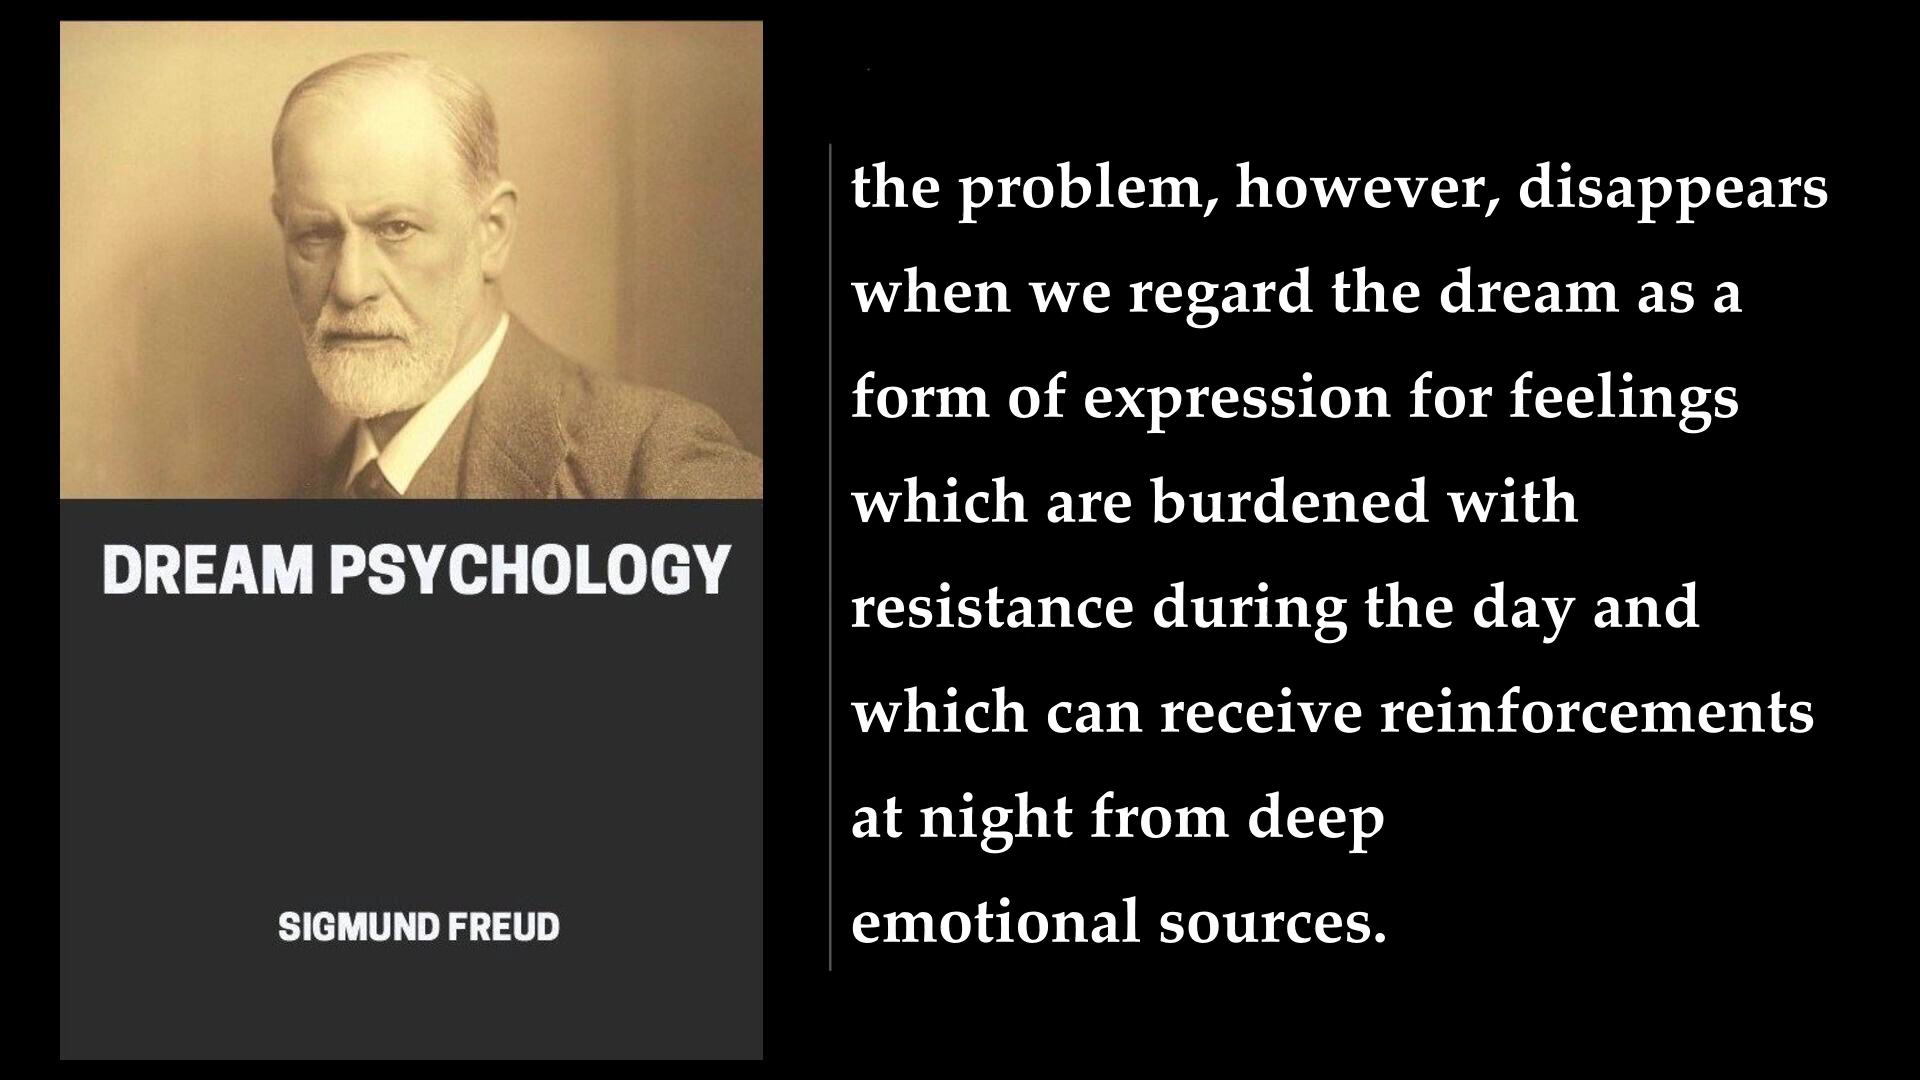 DREAM PSYCHOLOGY
SIGMUND FREUD
the problem, however, disappears
when we regard the dream as a
form of expression for feelings
which are burdened with
resistance during the day and
which can receive reinforcements
at night from deep
emotional sources.